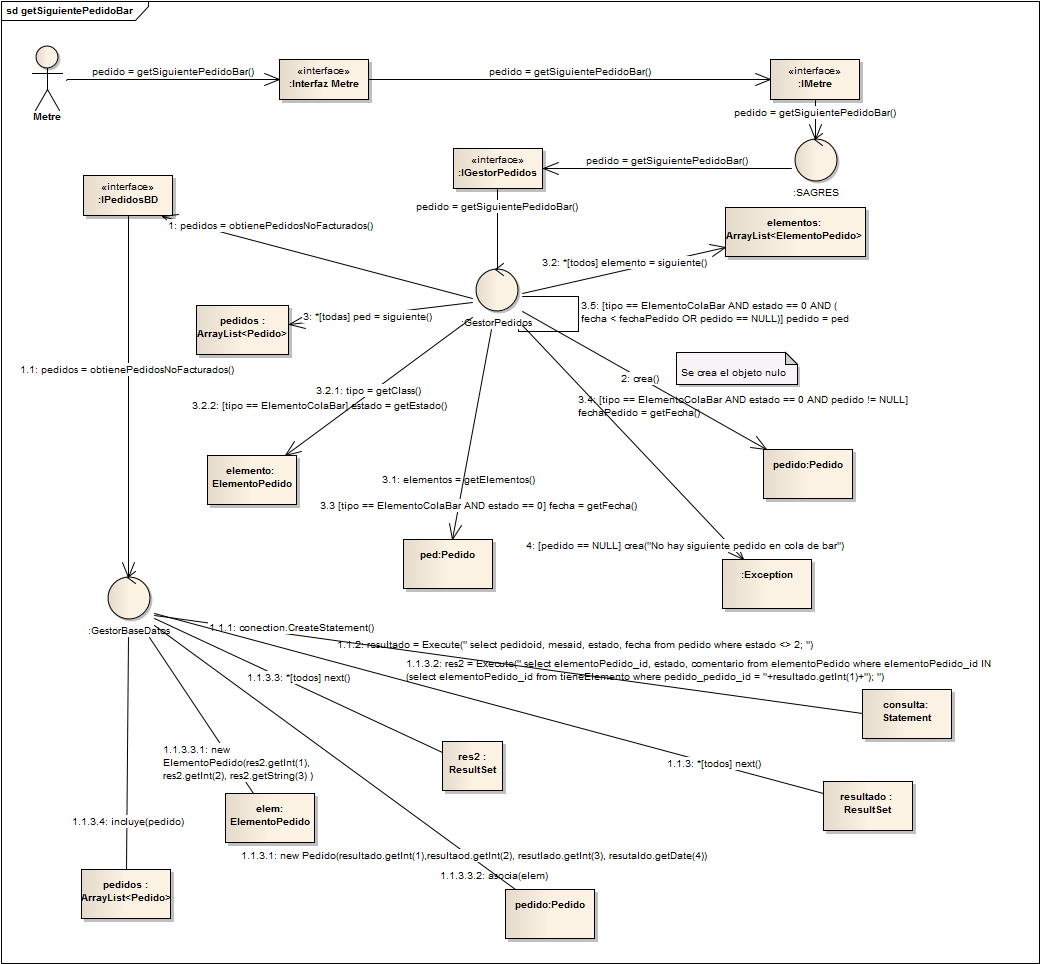 sd getSiguientePedidoBar
Metre
pedido = getSiguientePedidoBar()
«interface»
:Interfaz Metre
pedido = getSiguientePedidoBar()
«interface»
:IMetre
pedido = getSiguientePedidoBar()
:SAGRES
pedido = getSiguientePedidoBar()
«interface»
:IGestorPedidos
pedido = getSiguientePedidoBar()
«interface»
:IPedidosBD
1: pedidos = obtienePedidosNoFacturados()
elementos:
ArrayList<ElementoPedido>
3.2: *[todos] elemento = siguiente()
:GestorPedidos
3.5: [tipo == ElementoColaBar AND estado == 0 AND (
fecha < fechaPedido OR pedido == NULL)] pedido = ped
pedidos :
ArrayList<Pedido>
3: *[todas] ped = siguiente()
1.1: pedidos = obtienePedidosNoFacturados()
3.2.1: tipo = getClass()
3.2.2: [tipo == ElementoColaBar] estado = getEstado()
2: crea()
Se crea el objeto nulo
3.4: [tipo == ElementoColaBar AND estado == 0 AND pedido != NULL]
fechaPedido = getFecha()
elemento:
ElementoPedido
pedido:Pedido
3.1: elementos = getElementos()
3.3 [tipo == ElementoColaBar AND estado == 0] fecha = getFecha()
ped:Pedido
4: [pedido == NULL] crea("No hay siguiente pedido en cola de bar")
:Exception
:GestorBaseDatos
1.1.1: conection.CreateStatement()
1.1.2: resultado = Execute(" select pedidoid, mesaid, estado, fecha from pedido where estado <> 2; ")
1.1.3.2: res2 = Execute(" select elementoPedido_id, estado, comentario from elementoPedido where elementoPedido_id IN
(select elementoPedido_id from tieneElemento where pedido_pedido_id = "+resultado.getInt(1)+"); ")
1.1.3.3: *[todos] next()
consulta:
Statement
1.1.3.3.1: new
ElementoPedido(res2.getInt(1),
res2.getInt(2), res2.getString(3) )
res2 :
ResultSet
1.1.3: *[todos] next()
resultado :
ResultSet
elem:
ElementoPedido
1.1.3.4: incluye(pedido)
1.1.3.1: new Pedido(resultado.getInt(1),resultaod.getInt(2), resutlado.getInt(3), resutaldo.getDate(4))
1.1.3.3.2: asocia(elem)
pedidos :
ArrayList<Pedido>
pedido:Pedido